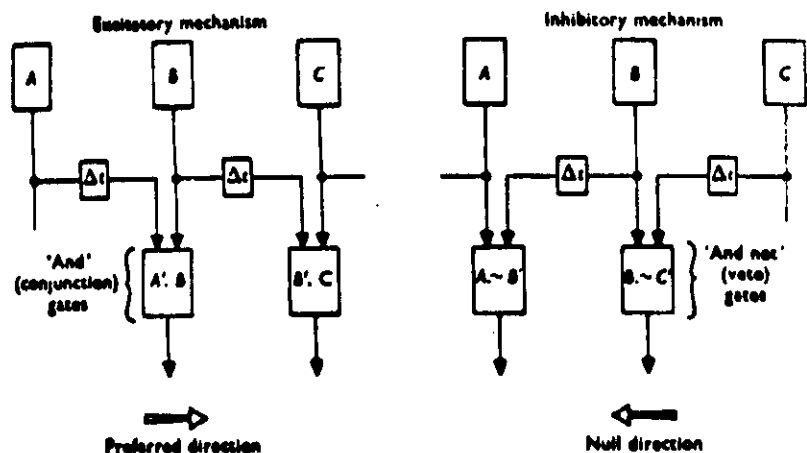 Excitatory mechanism
A
B
C
Δt
Δt
'And'
(conjunction)
gates
A'. B
B'. C
Preferred direction
Inhibitory mechanism
A
B
C
Δt
Δt
A.~ B'
B.~ C'
'And not'
(veto)
gates
Null direction